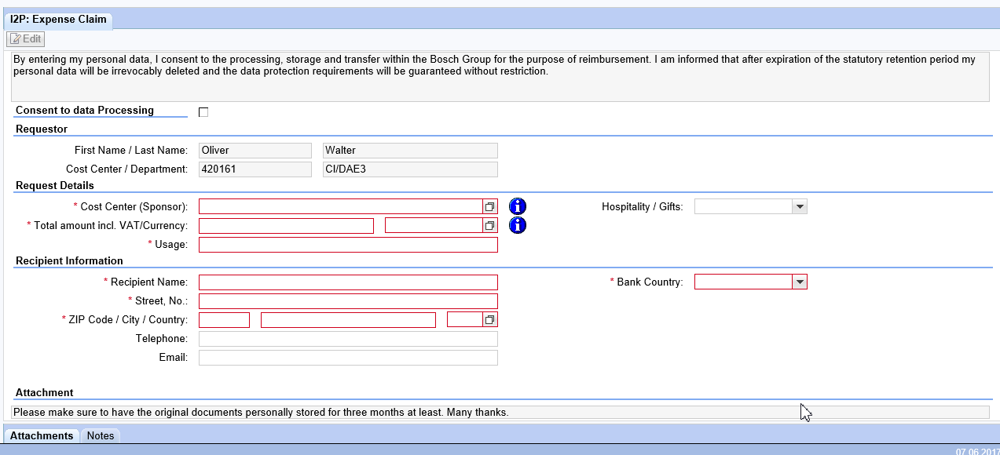 I2P: Expense Claim
Edit
By entering my personal data, I consent to the processing, storage and transfer within the Bosch Group for the purpose of reimbursement. I am informed that after expiration of the statutory retention period my
personal data will be irrevocably deleted and the data protection requirements will be guaranteed without restriction.
Consent to data Processing
Requestor
First Name / Last Name: Oliver Walter
Cost Center / Department: 420161 CI/DAE3
Request Details
* Cost Center (Sponsor): Hospitality / Gifts:
* Total amount incl. VAT/Currency:
* Usage:
Recipient Information
* Recipient Name: * Bank Country:
* Street, No.:
* ZIP Code / City / Country:
Telephone:
Email:
Attachment
Please make sure to have the original documents personally stored for three months at least. Many thanks.
Attachments Notes
07.06.2017